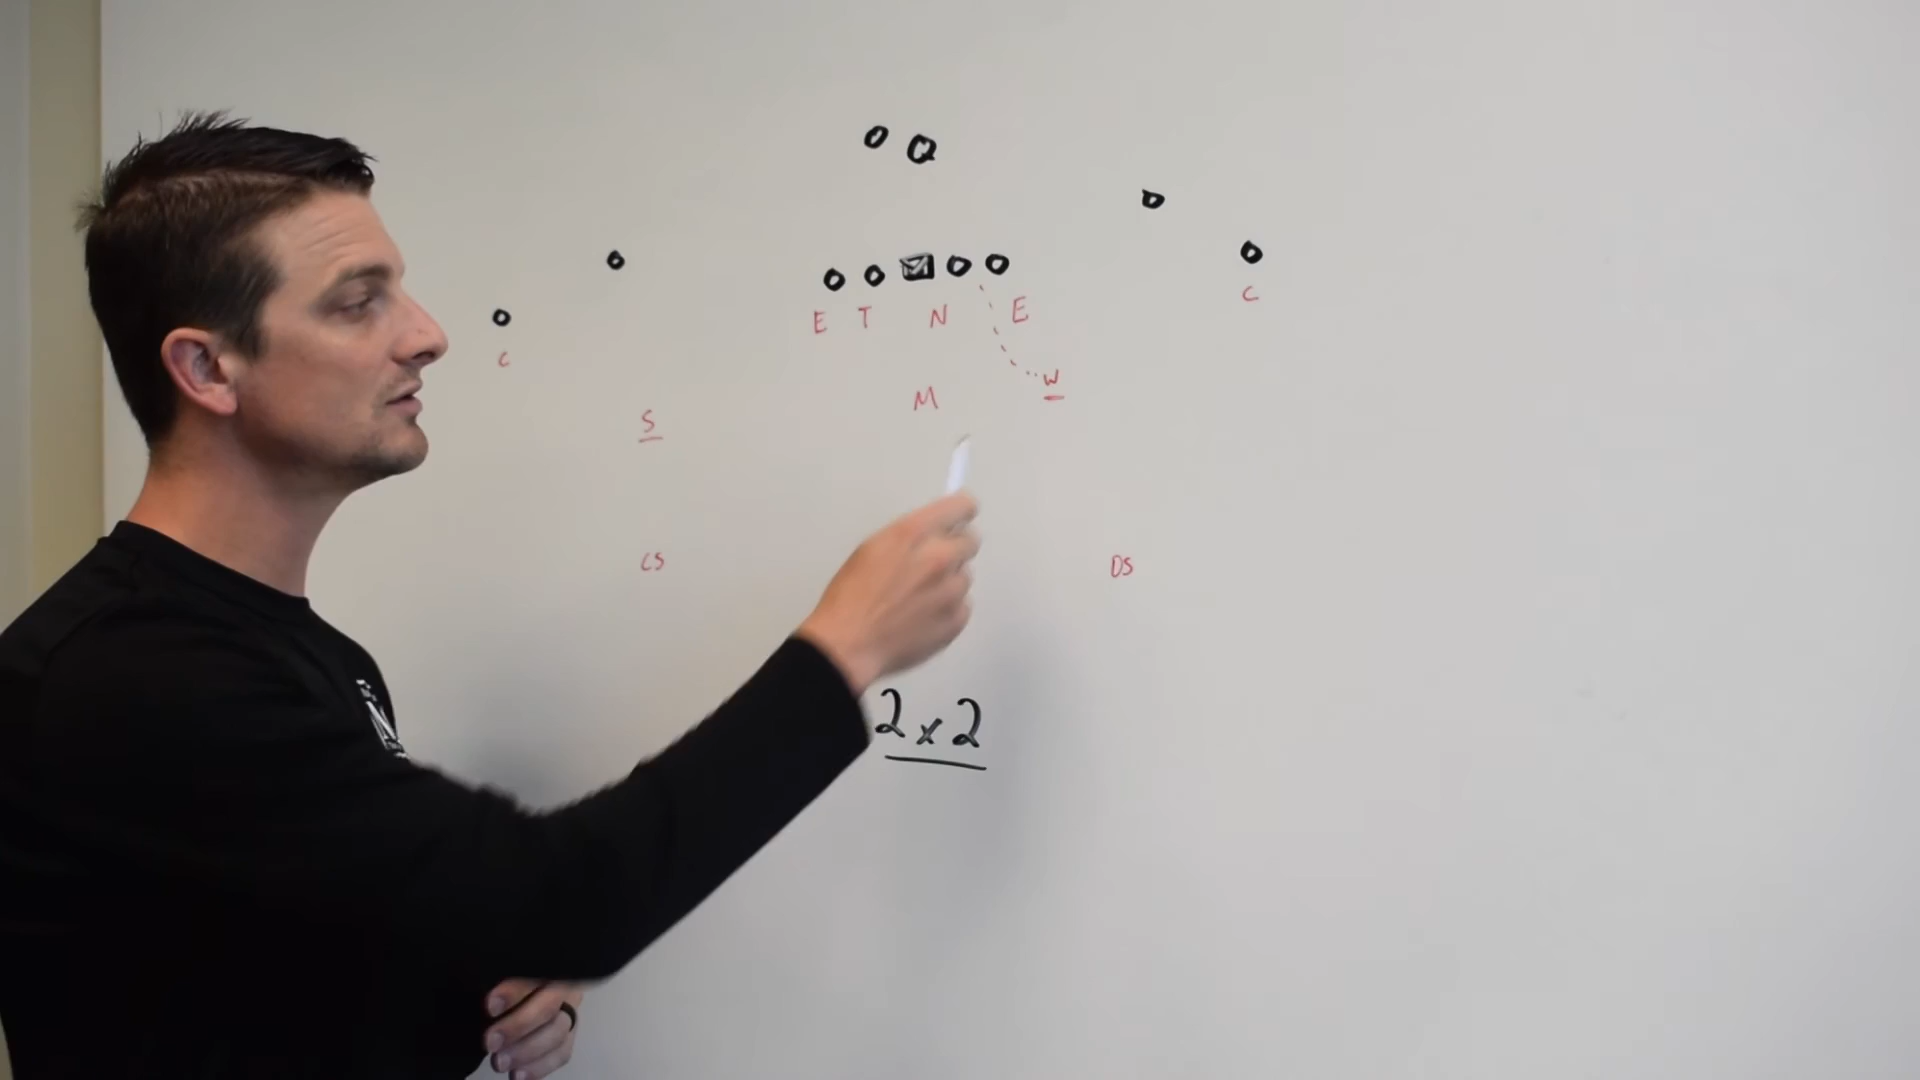 O Q
O
O O O ☒ O O O
O C
E T N E
C
W
S M
CS DS
2x2